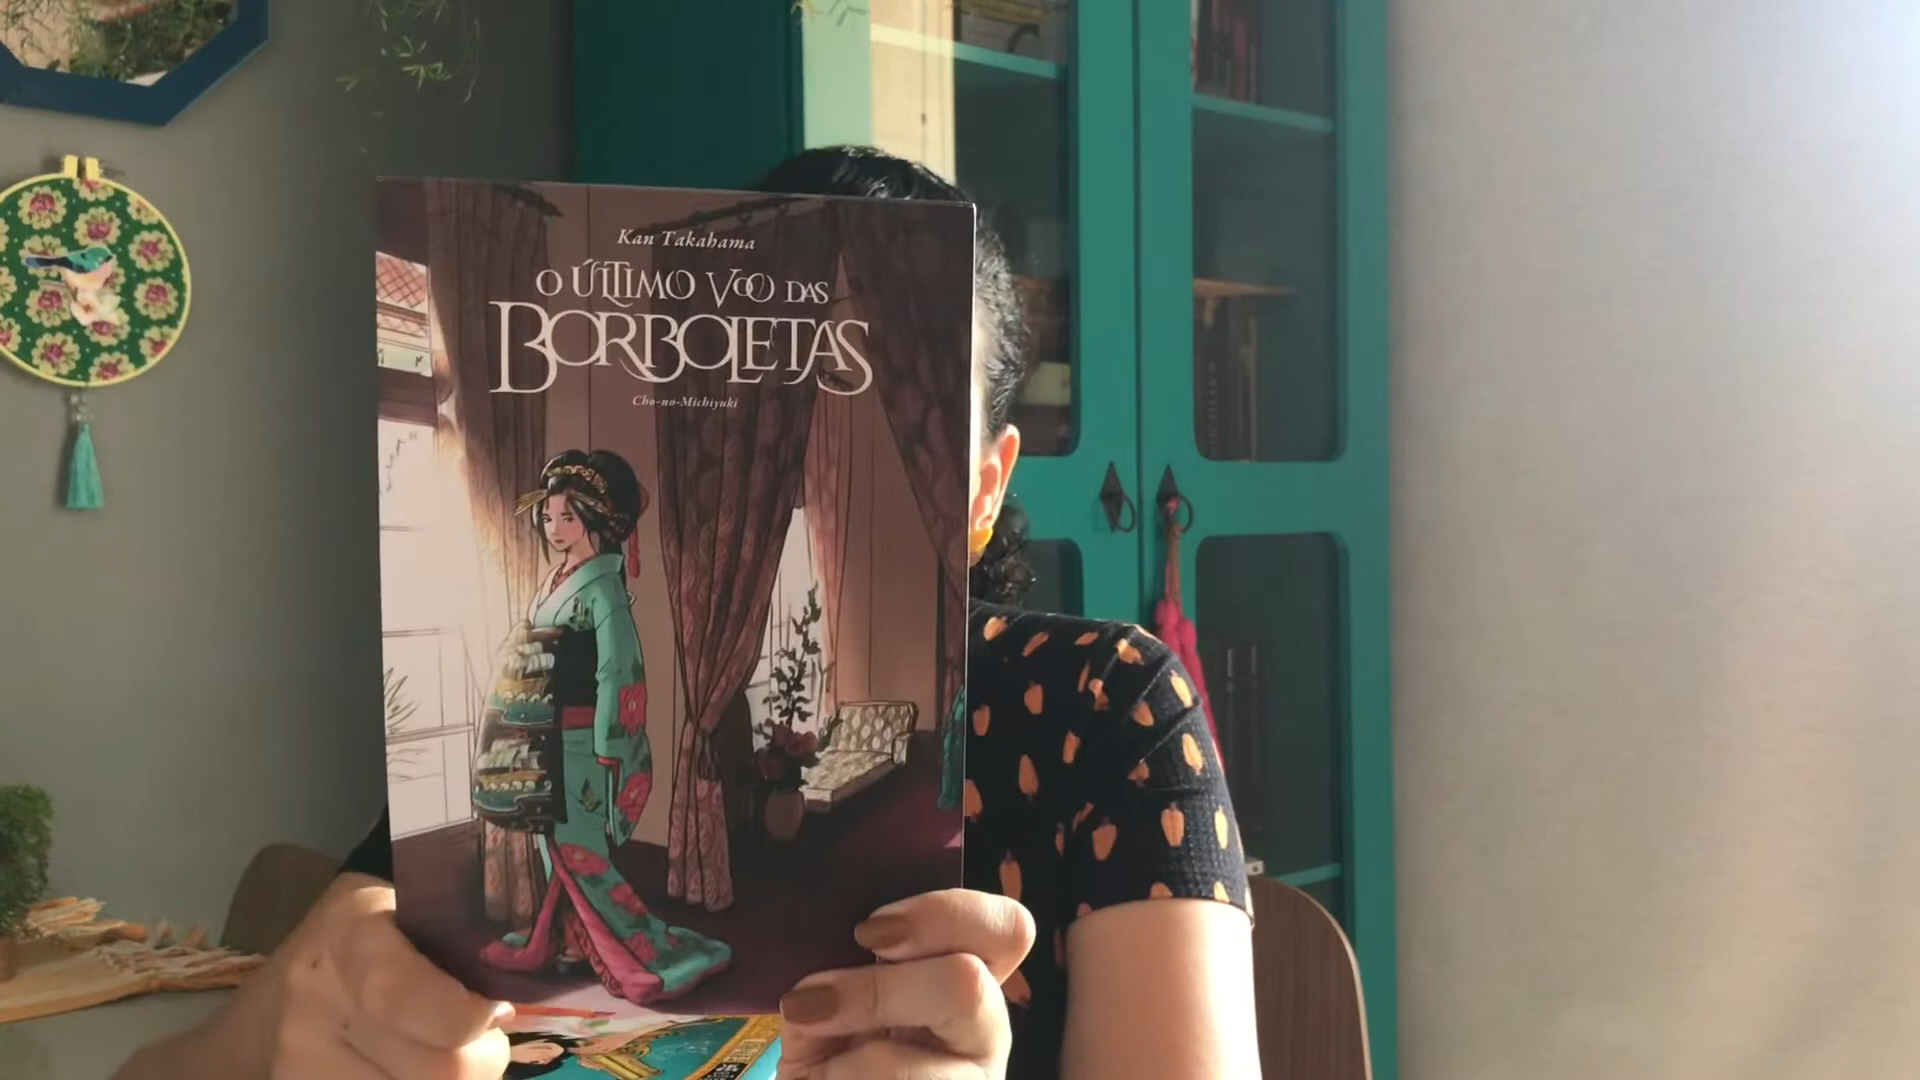 Kan Takahama
O ÚLTIMO VOO DAS
BORBOLETAS
Cho-no-Michiyuki